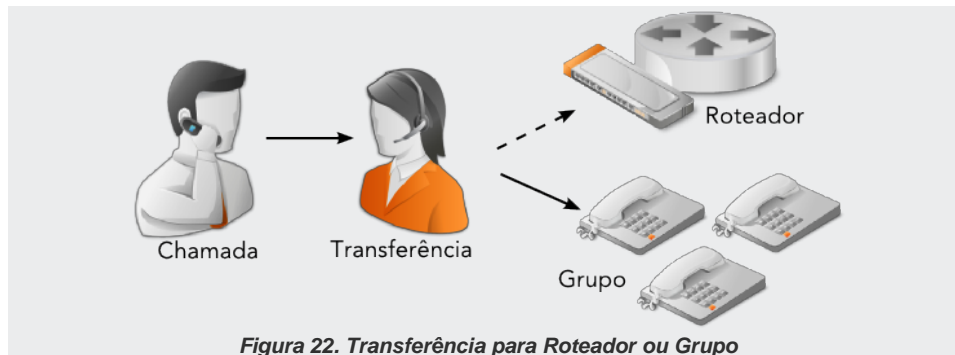 Roteador
Chamada
Transferência
Grupo
Figura 22. Transferência para Roteador ou Grupo